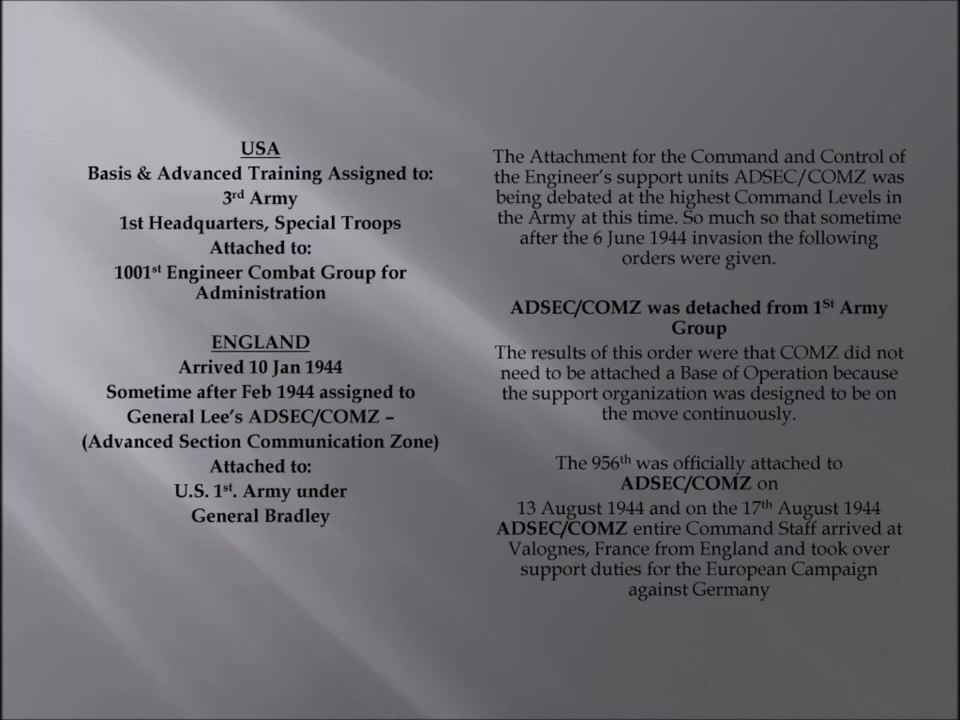 USA
Basis & Advanced Training Assigned to:
3rd Army
1st Headquarters, Special Troops
Attached to:
1001st Engineer Combat Group for
Administration
ENGLAND
Arrived 10 Jan 1944
Sometime after Feb 1944 assigned to
General Lee's ADSEC/COMZ –
(Advanced Section Communication Zone)
Attached to:
U.S. 1st. Army under
General Bradley
The Attachment for the Command and Control of
the Engineer's support units ADSEC/COMZ was
being debated at the highest Command Levels in
the Army at this time. So much so that sometime
after the 6 June 1944 invasion the following
orders were given.
ADSEC/COMZ was detached from 1St Army
Group
The results of this order were that COMZ did not
need to be attached a Base of Operation because
the support organization was designed to be on
the move continuously.
The 956th was officially attached to
ADSEC/COMZ on
13 August 1944 and on the 17th August 1944
ADSEC/COMZ entire Command Staff arrived at
Valognes, France from England and took over
support duties for the European Campaign
against Germany